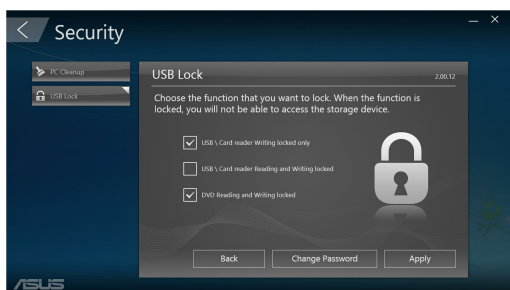 Security
PC Cleanup
USB Lock
USB Lock
2.00.12
Choose the function that you want to lock. When the function is
locked, you will not be able to access the storage device.
USB \ Card reader Writing locked only
USB \ Card reader Reading and Writing locked
DVD Reading and Writing locked
Back
Change Password
Apply
ASUS